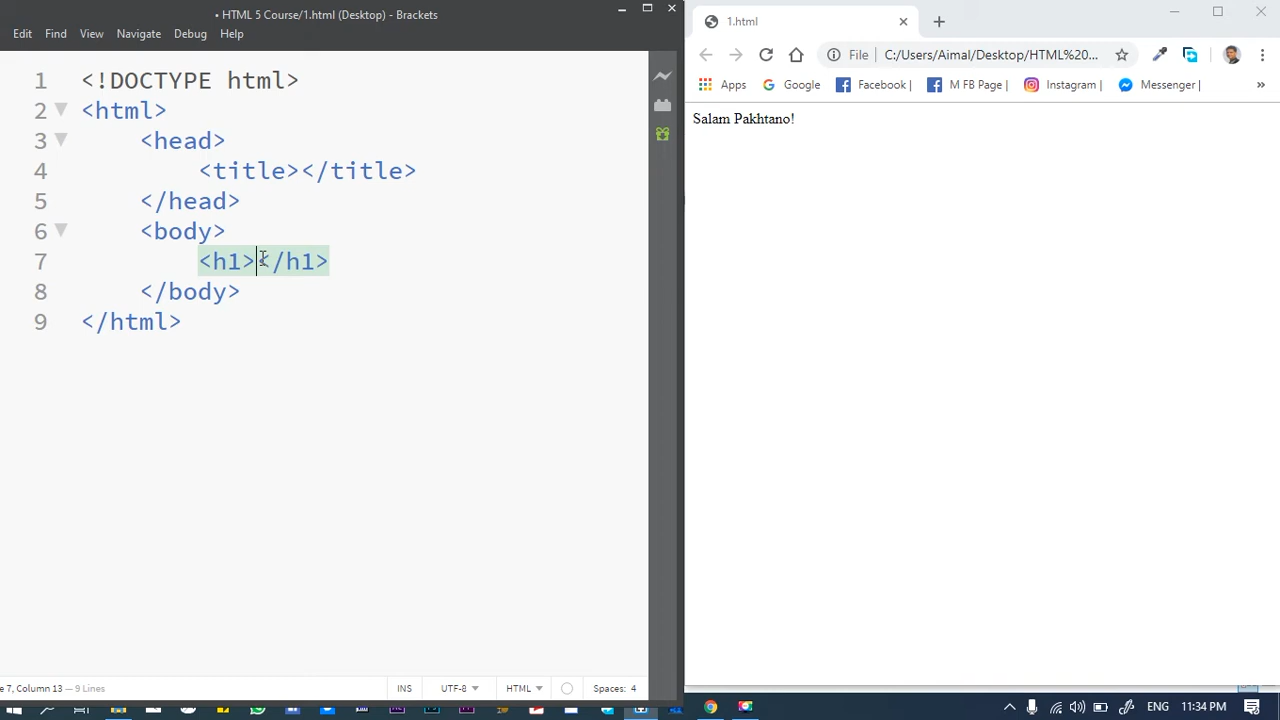 • HTML 5 Course/1.html (Desktop) - Brackets
Edit Find View Navigate Debug Help
1 <!DOCTYPE html>
2 <html>
3 <head>
4 <title></title>
5 </head>
6 <body>
7 <h1></h1>
8 </body>
9 </html>
e 7, Column 13 — 9 Lines
INS UTF-8 HTML Spaces: 4
1.html
File C:/Users/Aimal/Desktop/HTML%20...
Apps Google Facebook | M FB Page | Instagram | Messenger | »
Salam Pakhtano!
ENG 11:34 PM